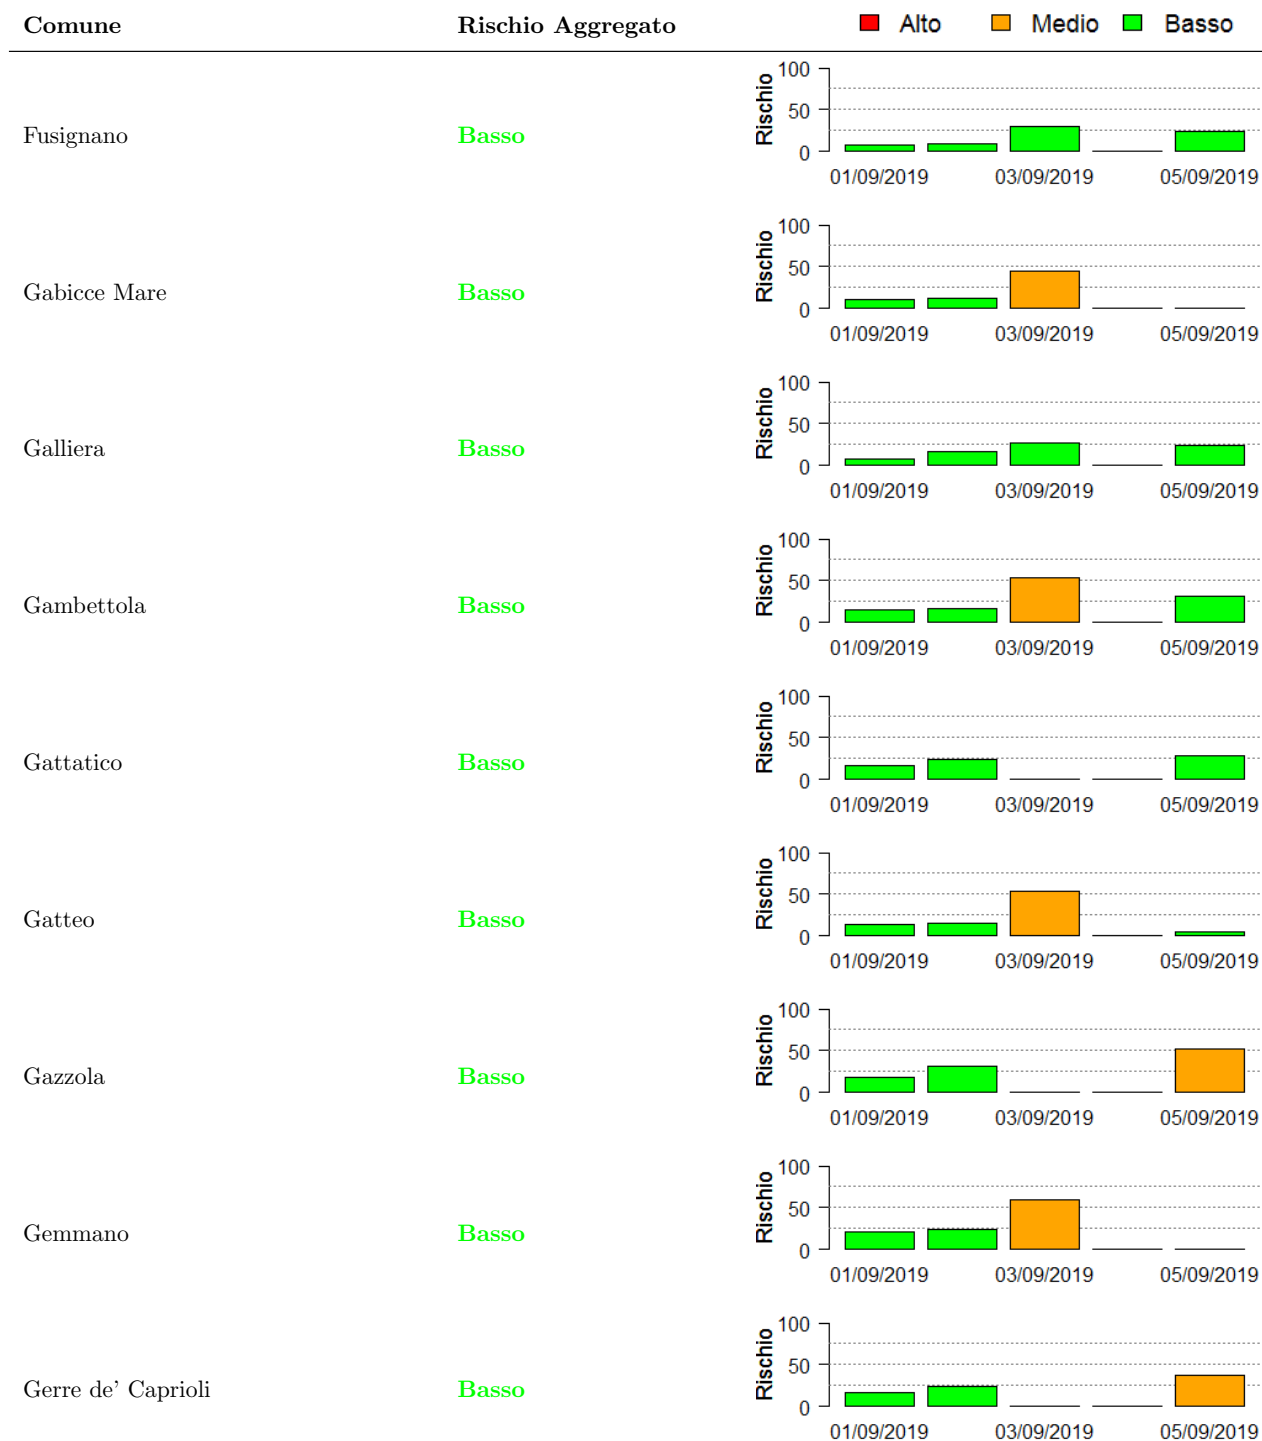 Comune Rischio Aggregato Alto Medio Basso
Fusignano Basso Rischio 100 50 0
01/09/2019 03/09/2019 05/09/2019
Gabicce Mare Basso Rischio 100 50 0
01/09/2019 03/09/2019 05/09/2019
Galliera Basso Rischio 100 50 0
01/09/2019 03/09/2019 05/09/2019
Gambettola Basso Rischio 100 50 0
01/09/2019 03/09/2019 05/09/2019
Gattatico Basso Rischio 100 50 0
01/09/2019 03/09/2019 05/09/2019
Gatteo Basso Rischio 100 50 0
01/09/2019 03/09/2019 05/09/2019
Gazzola Basso Rischio 100 50 0
01/09/2019 03/09/2019 05/09/2019
Gemmano Basso Rischio 100 50 0
01/09/2019 03/09/2019 05/09/2019
Gerre de' Caprioli Basso Rischio 100 50 0
01/09/2019 03/09/2019 05/09/2019